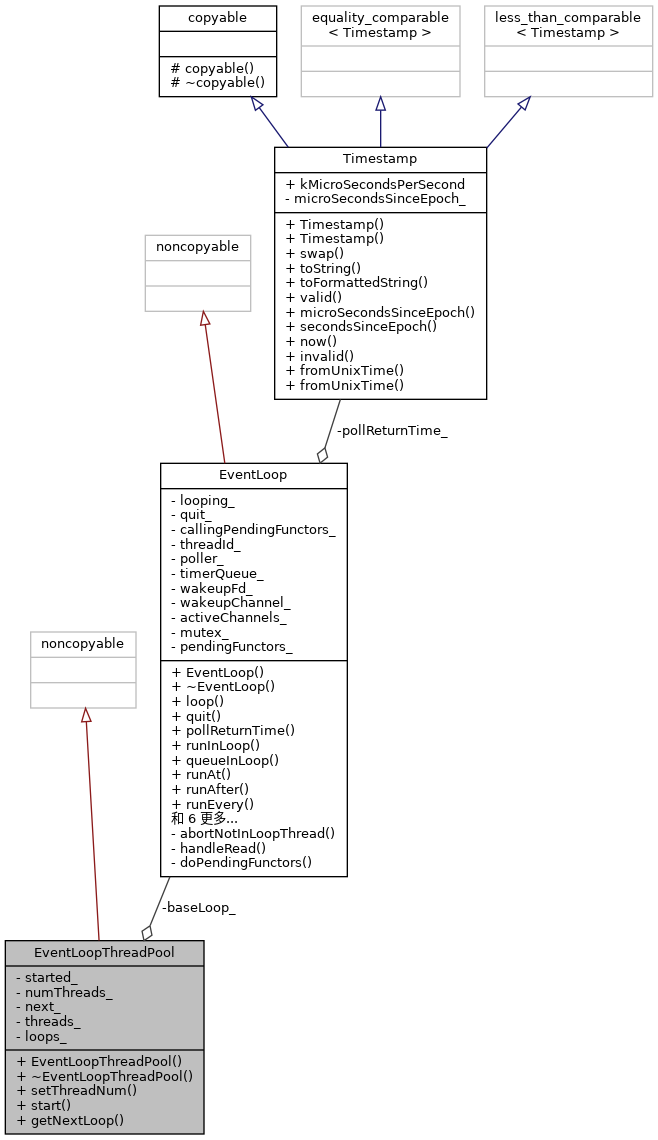 copyable
# copyable()
# ~copyable()
equality_comparable
< Timestamp >
less_than_comparable
< Timestamp >
Timestamp
+ kMicroSecondsPerSecond
- microSecondsSinceEpoch_
+ Timestamp()
+ Timestamp()
+ swap()
+ toString()
+ toFormattedString()
+ valid()
+ microSecondsSinceEpoch()
+ secondsSinceEpoch()
+ now()
+ invalid()
+ fromUnixTime()
+ fromUnixTime()
noncopyable
-pollReturnTime_
EventLoop
- looping_
- quit_
- callingPendingFunctors_
- threadId_
- poller_
- timerQueue_
- wakeupFd_
- wakeupChannel_
- activeChannels_
- mutex_
- pendingFunctors_
+ EventLoop()
+ ~EventLoop()
+ loop()
+ quit()
+ pollReturnTime()
+ runInLoop()
+ queueInLoop()
+ runAt()
+ runAfter()
+ runEvery()
和 6 更多...
- abortNotInLoopThread()
- handleRead()
- doPendingFunctors()
noncopyable
-baseLoop_
EventLoopThreadPool
- started_
- numThreads_
- next_
- threads_
- loops_
+ EventLoopThreadPool()
+ ~EventLoopThreadPool()
+ setThreadNum()
+ start()
+ getNextLoop()